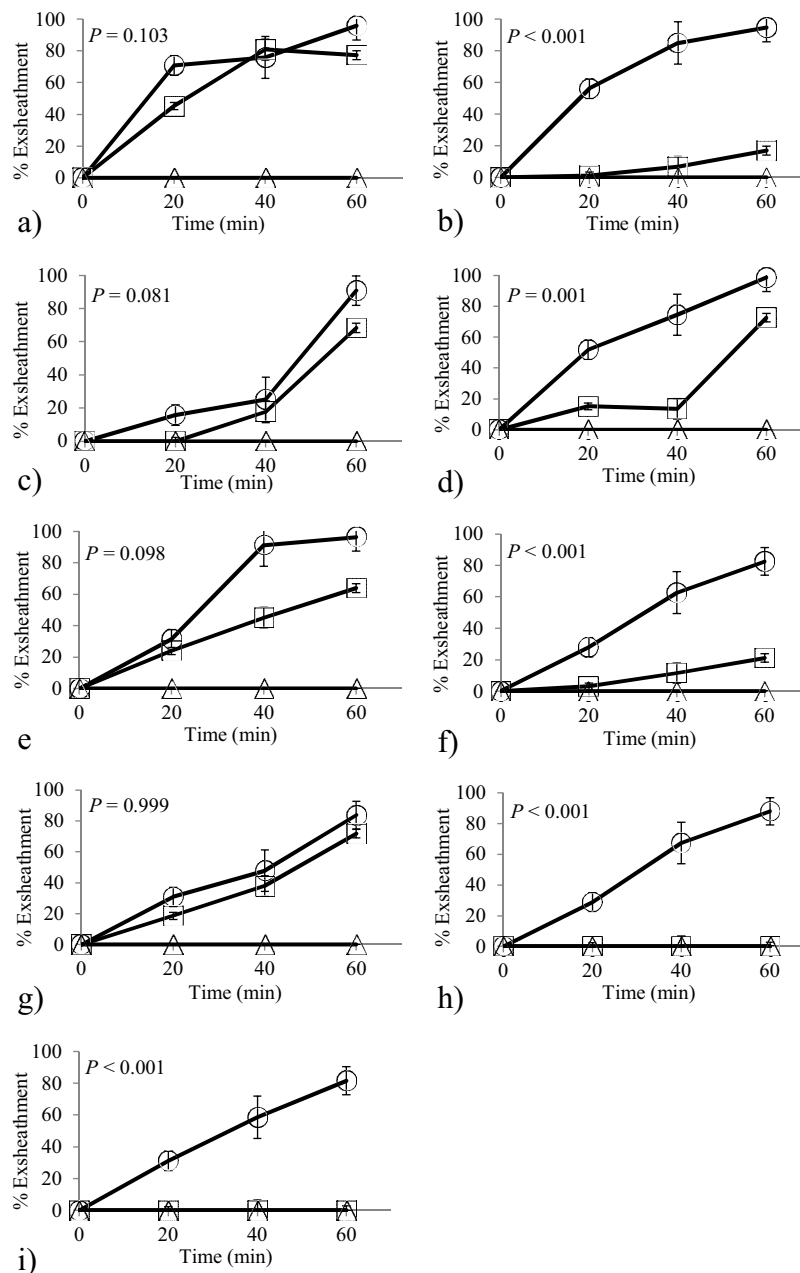 100
80
60
40
20
0
% Exsheathment
P = 0.103
0 20 40 60
Time (min)
a)
100
80
60
40
20
0
% Exsheathment
P < 0.001
0 20 40 60
Time (min)
b)
100
80
60
40
20
0
% Exsheathment
P = 0.081
0 20 40 60
Time (min)
c)
100
80
60
40
20
0
% Exsheathment
P = 0.001
0 20 40 60
Time (min)
d)
100
80
60
40
20
0
% Exsheathment
P = 0.098
0 20 40 60
Time (min)
e
100
80
60
40
20
0
% Exsheathment
P < 0.001
0 20 40 60
Time (min)
f)
100
80
60
40
20
0
% Exsheathment
P = 0.999
0 20 40 60
Time (min)
g)
100
80
60
40
20
0
% Exsheathment
P < 0.001
0 20 40 60
Time (min)
h)
100
80
60
40
20
0
% Exsheathment
P < 0.001
0 20 40 60
Time (min)
i)